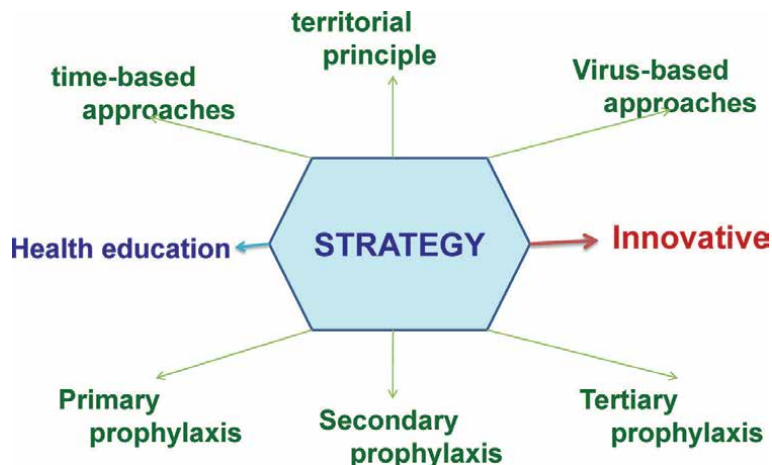 territorial
principle
time-based
approaches
Virus-based
approaches
Health education
STRATEGY
Innovative
Primary
prophylaxis
Secondary
prophylaxis
Tertiary
prophylaxis